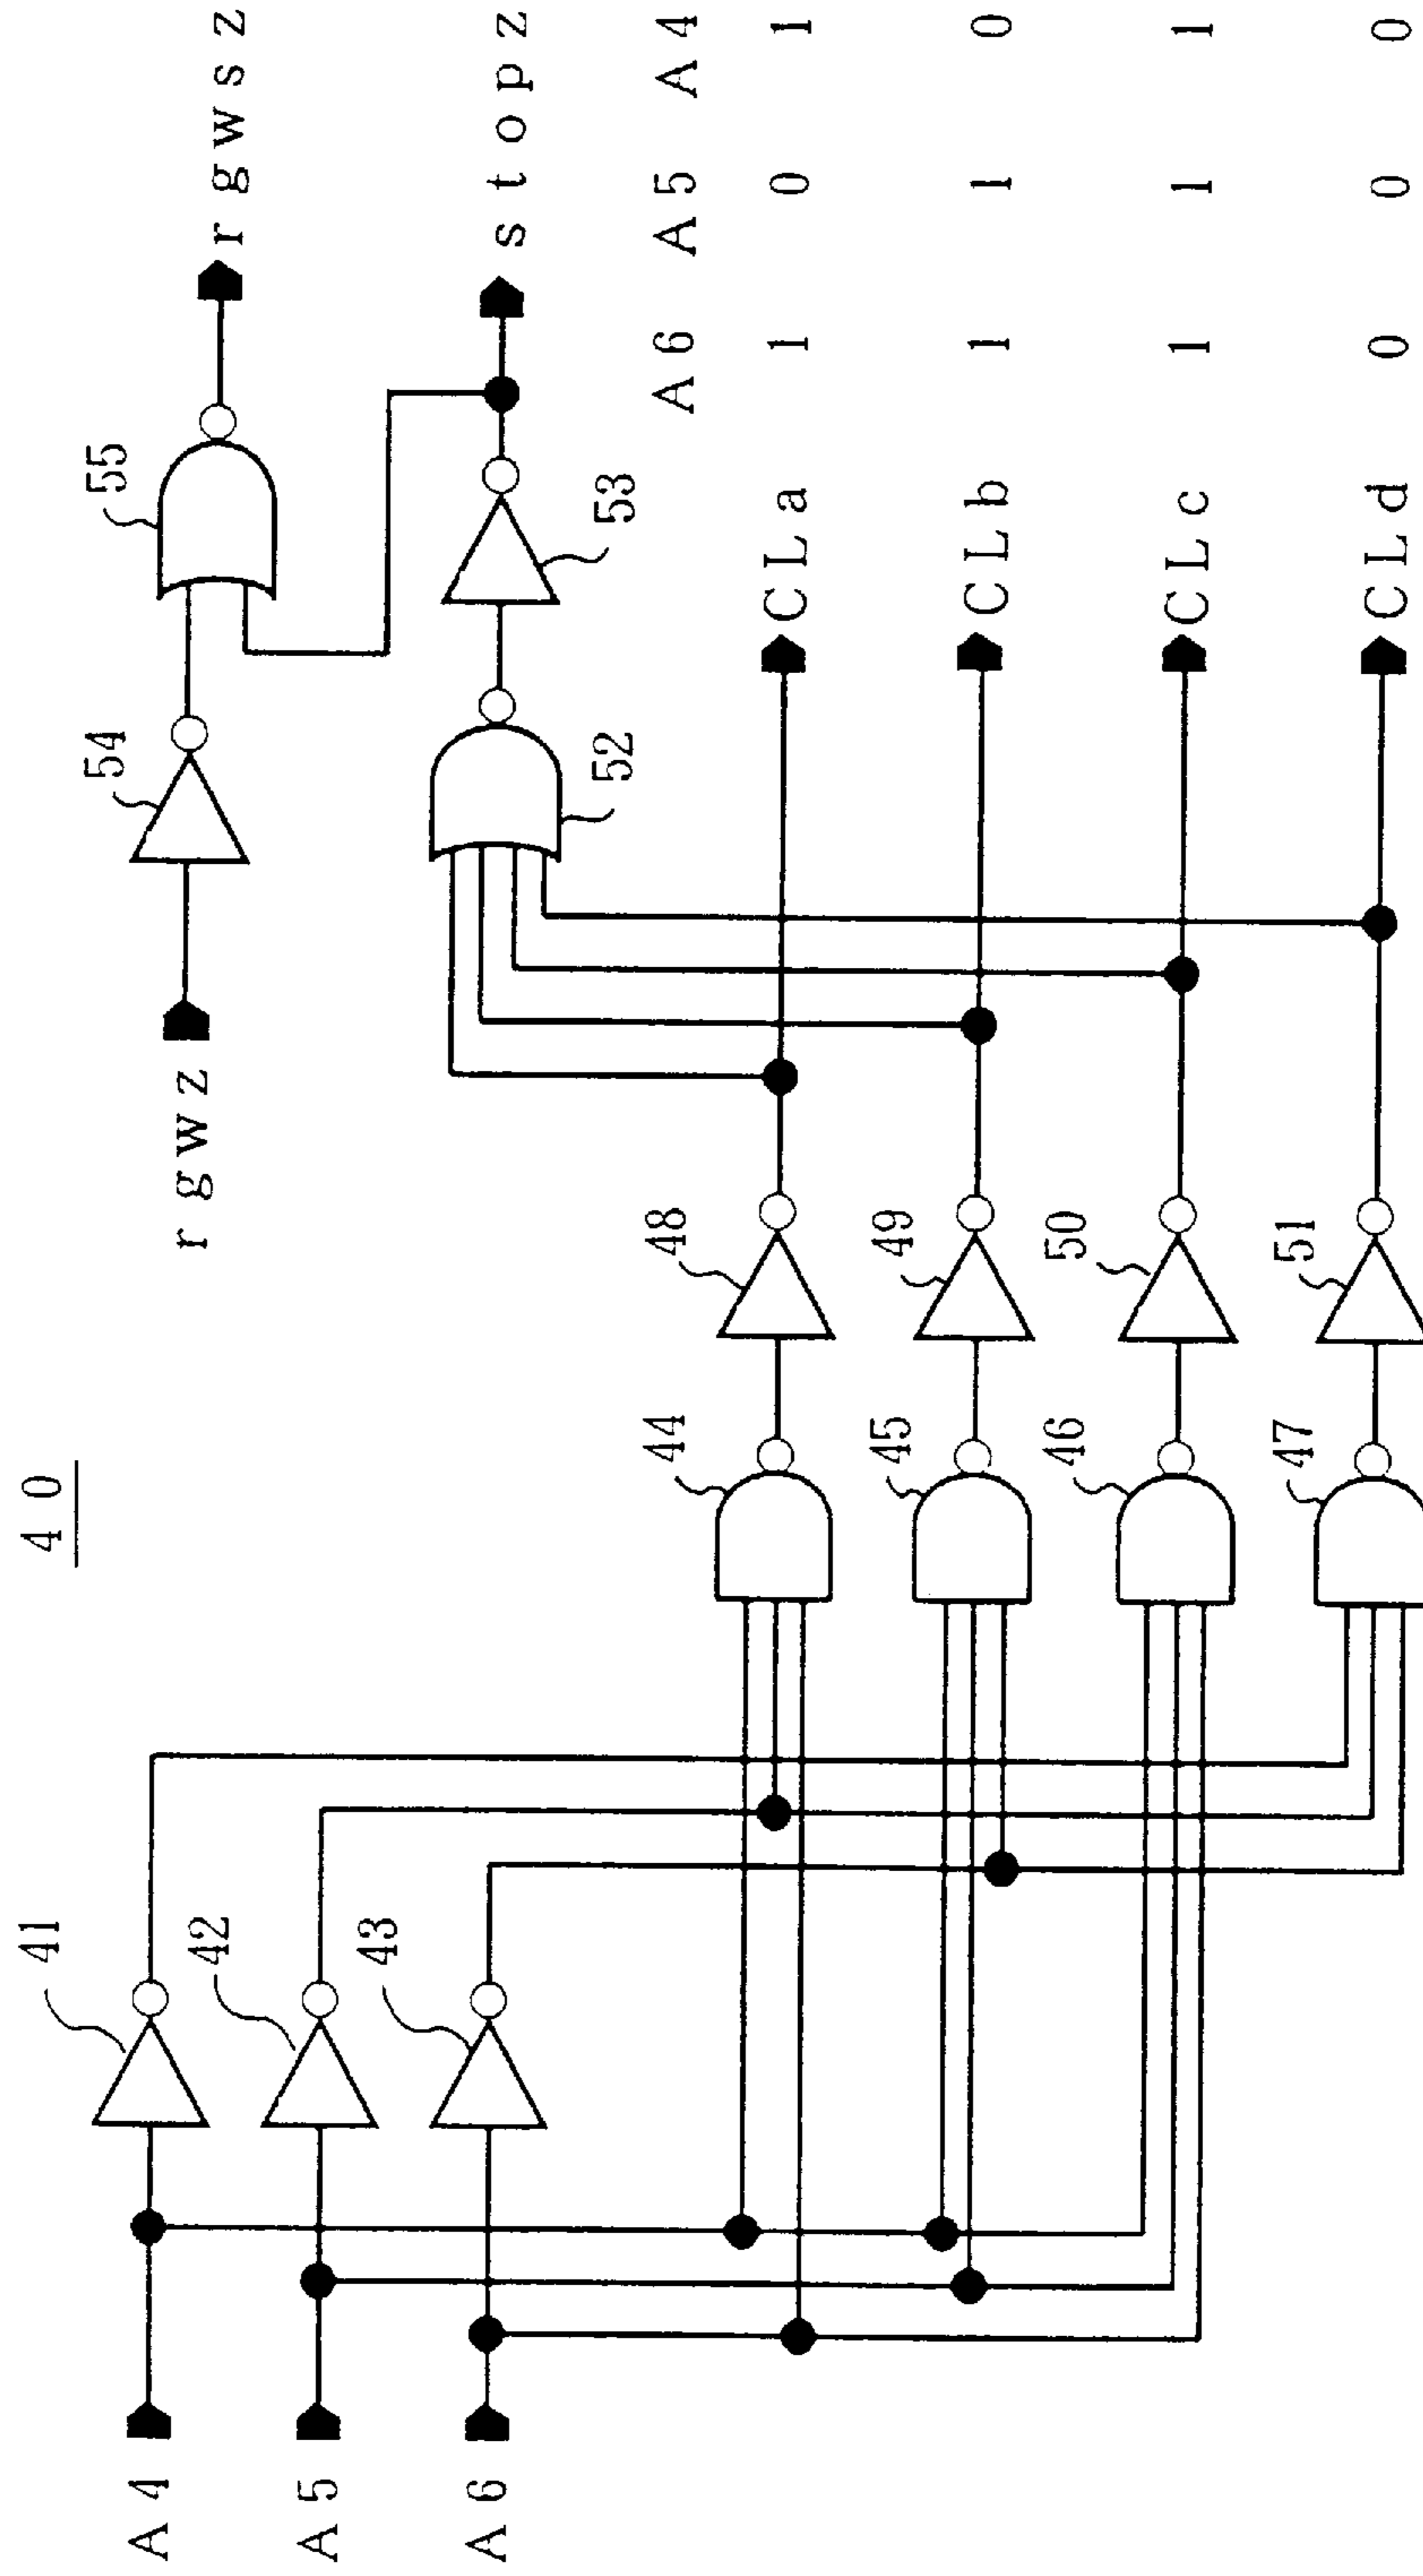 40
A4
A5
A6
41
42
43
44
45
46
47
48
49
50
51
52
53
54
55
rgwz
rgwsz
stopz
A6 A5 A4
CLa 1 0 1
CLb 1 1 0
CLc 1 1 1
CLd 0 0 0